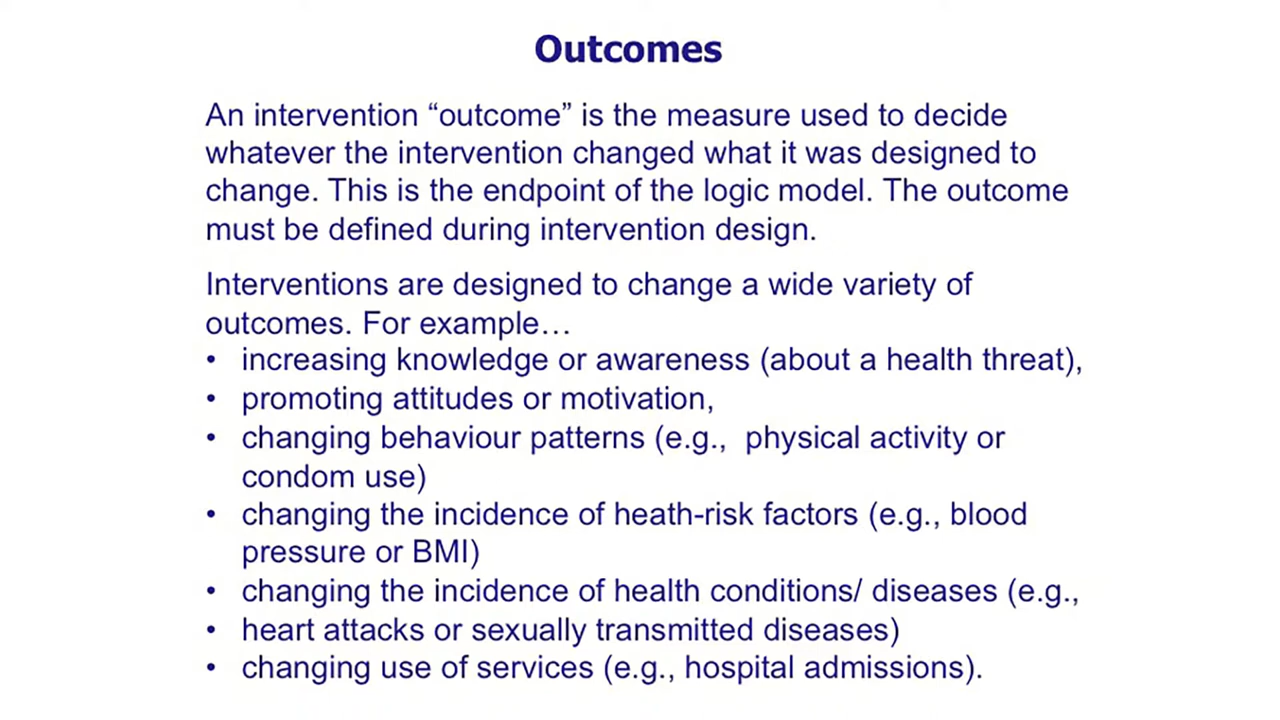 Outcomes
An intervention “outcome” is the measure used to decide
whatever the intervention changed what it was designed to
change. This is the endpoint of the logic model. The outcome
must be defined during intervention design.
Interventions are designed to change a wide variety of
outcomes. For example…
• increasing knowledge or awareness (about a health threat),
• promoting attitudes or motivation,
• changing behaviour patterns (e.g., physical activity or
condom use)
• changing the incidence of heath-risk factors (e.g., blood
pressure or BMI)
• changing the incidence of health conditions/ diseases (e.g.,
• heart attacks or sexually transmitted diseases)
• changing use of services (e.g., hospital admissions).